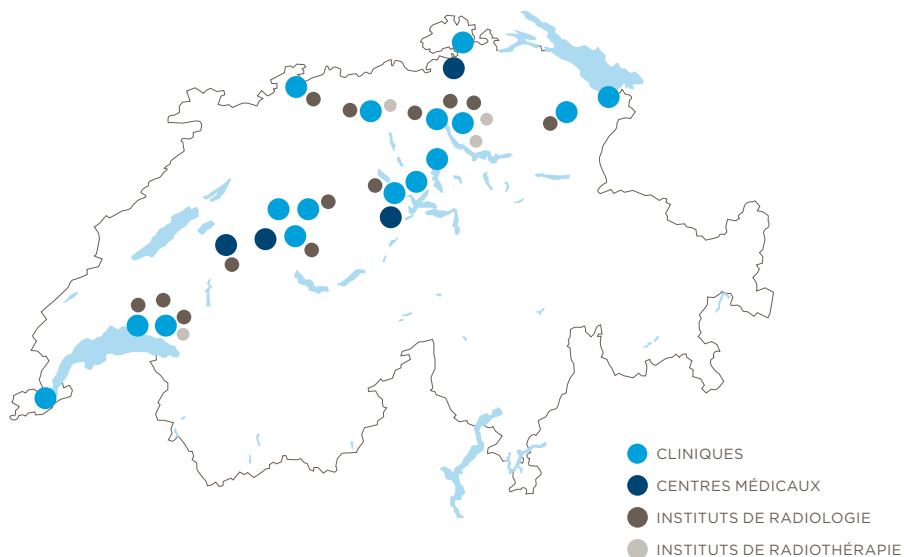 CLINIQUES
CENTRES MÉDICAUX
INSTITUTS DE RADIOLOGIE
INSTITUTS DE RADIOTHÉRAPIE